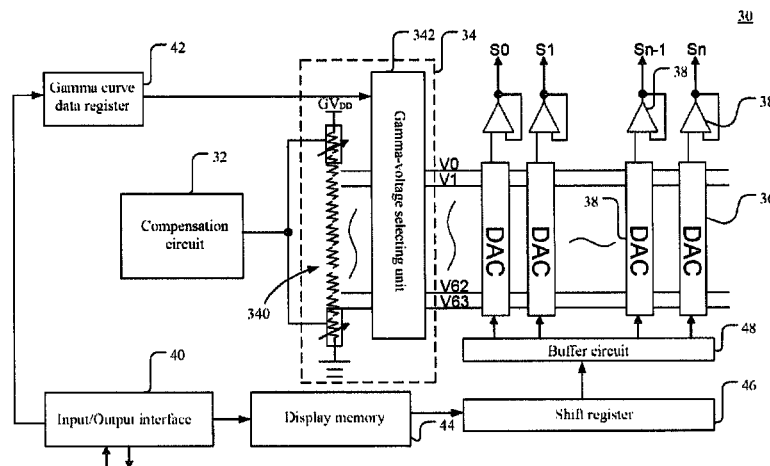 30
42
342
34
S0
S1
Sn-1
Sn
Gamma curve
data register
GVDD
38
38
32
Compensation
circuit
Gamma-voltage selecting unit
V0
V1
DAC
DAC
38
DAC
DAC
36
340
V62
V63
48
Buffer circuit
40
46
Input/Output interface
Display memory
44
Shift register